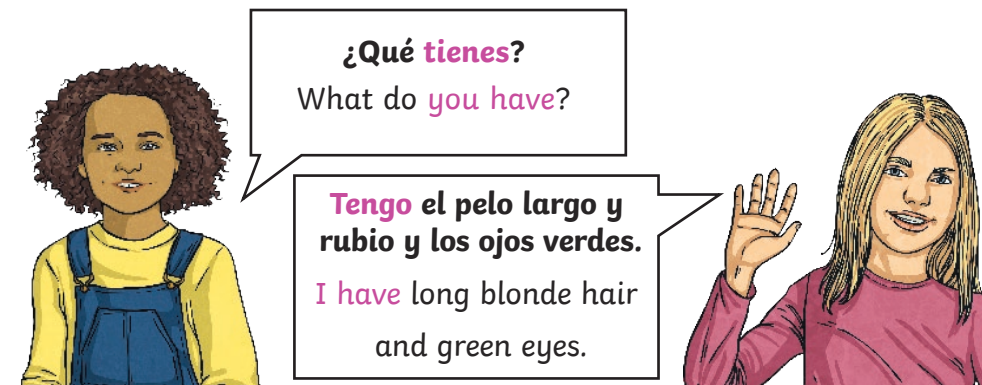 ¿Qué tienes?
What do you have?
Tengo el pelo largo y
rubio y los ojos verdes.
I have long blonde hair
and green eyes.